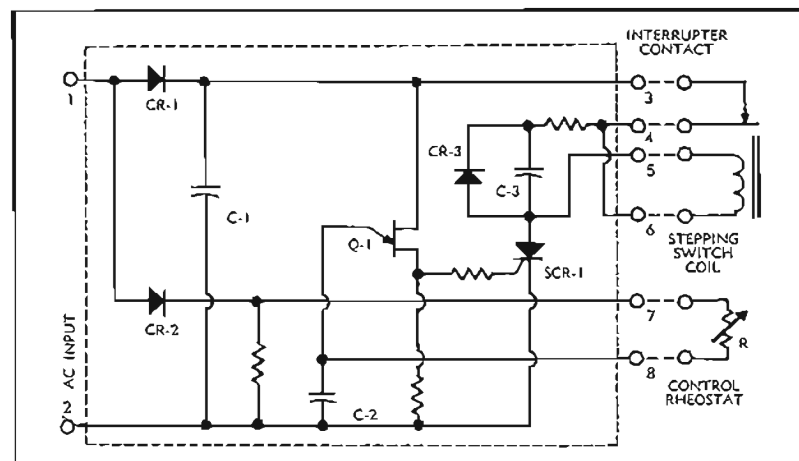 INTERRUPTER
CONTACT
1
CR-1
3
4
CR-3
5
C-3
C-1
Q-1
6
STEPPING
SWITCH
COIL
SCR-1
CR-2
7
R
AC INPUT
8
C-2
CONTROL
RHEOSTAT
2